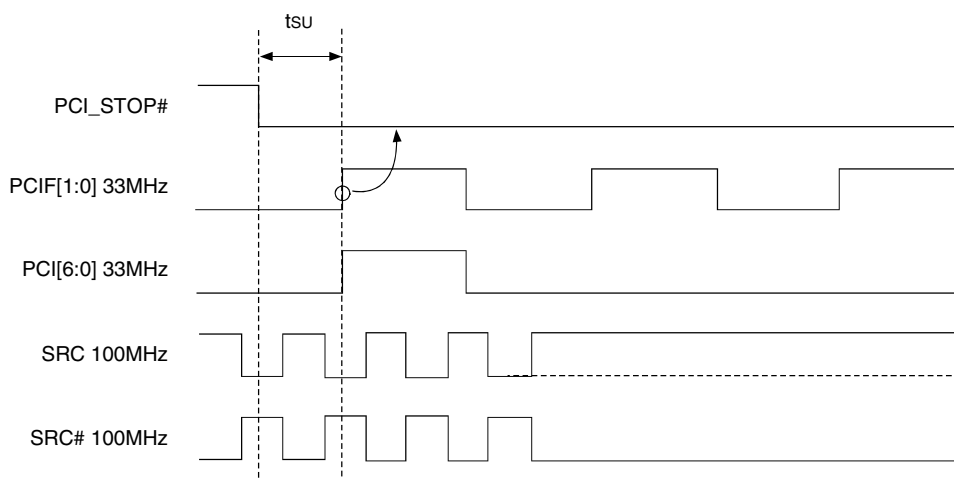 tSU
PCI_STOP#
PCIF[1:0] 33MHz
PCI[6:0] 33MHz
SRC 100MHz
SRC# 100MHz